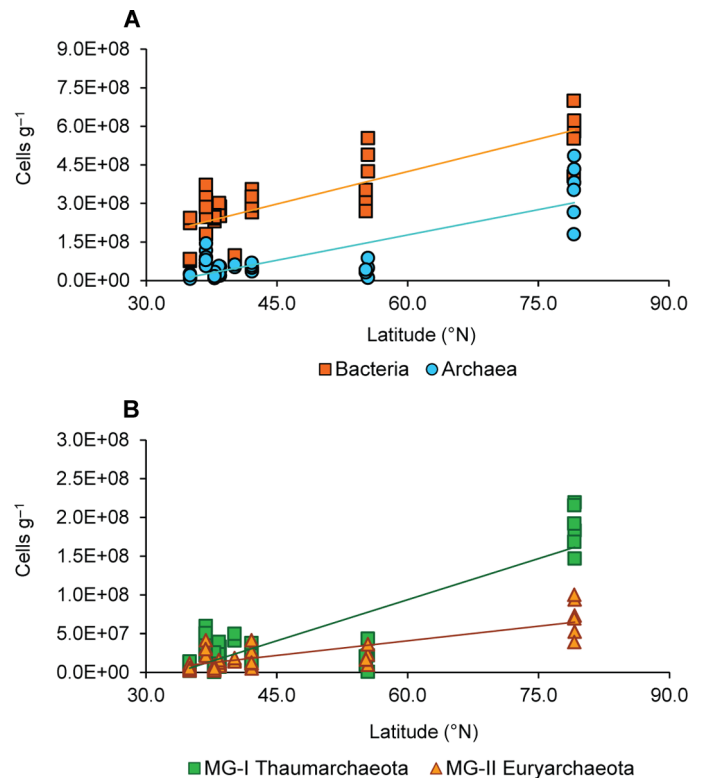 A
9.0E+08
7.5E+08
6.0E+08
4.5E+08
3.0E+08
1.5E+08
0.0E+00
Cells g⁻¹
30.0 45.0 60.0 75.0 90.0
Latitude (°N)
Bacteria Archaea
B
3.0E+08
2.5E+08
2.0E+08
1.5E+08
1.0E+08
5.0E+07
0.0E+00
Cells g⁻¹
30.0 45.0 60.0 75.0 90.0
Latitude (°N)
MG-I Thaumarchaeota MG-II Euryarchaeota